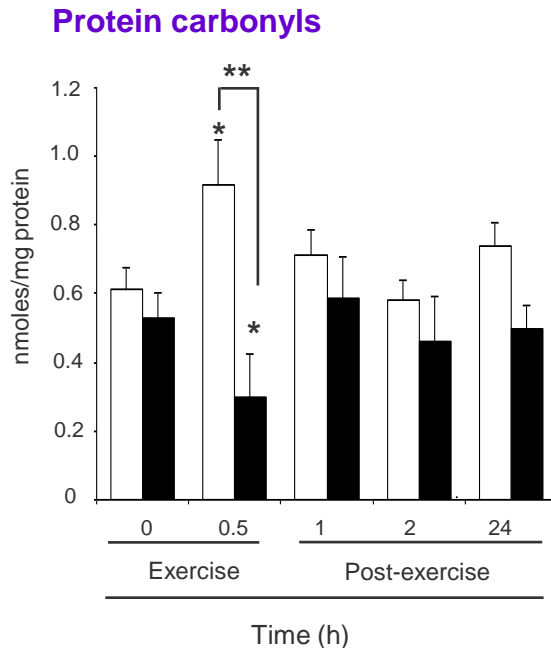 Protein carbonyls
**
*
*
nmoles/mg protein
1.2
1.0
0.8
0.6
0.4
0.2
0
0 0.5 1 2 24
Exercise Post-exercise
Time (h)